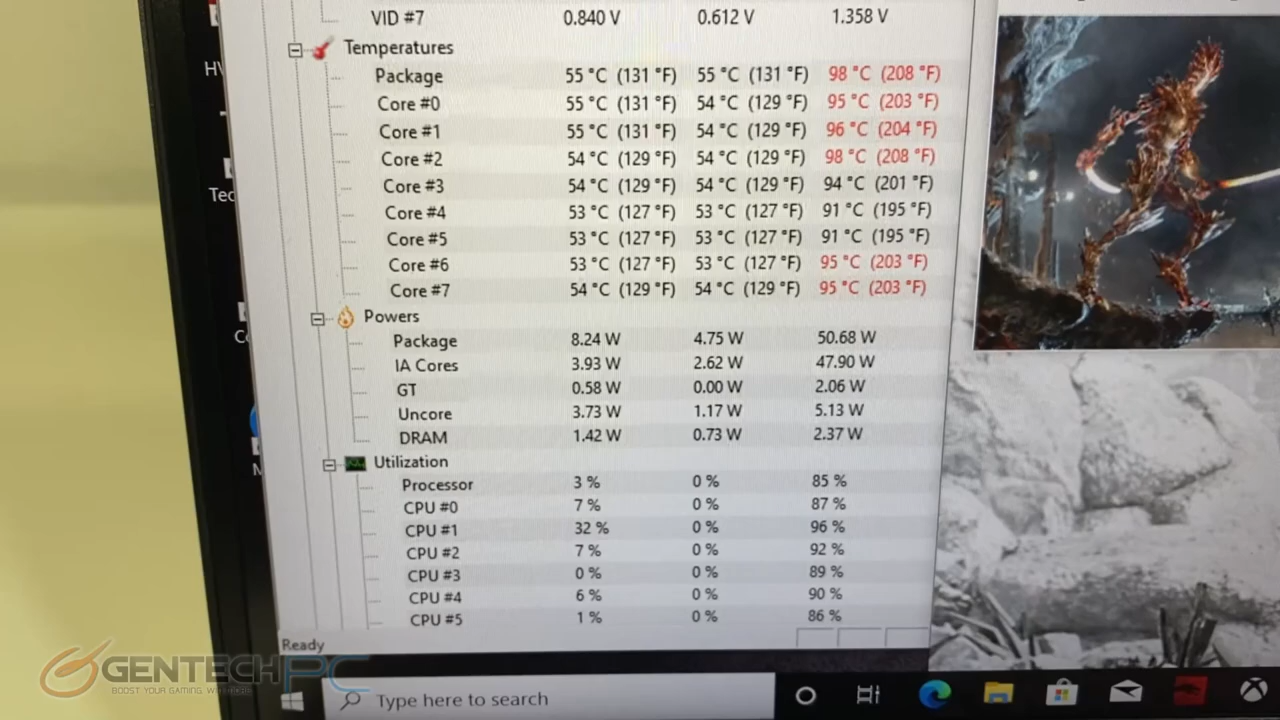 VID #7 0.840 V 0.612 V 1.358 V
Temperatures
Package 55 °C (131 °F) 55 °C (131 °F) 98 °C (208 °F)
Core #0 55 °C (131 °F) 54 °C (129 °F) 95 °C (203 °F)
Core #1 55 °C (131 °F) 54 °C (129 °F) 96 °C (204 °F)
Core #2 54 °C (129 °F) 54 °C (129 °F) 98 °C (208 °F)
Core #3 54 °C (129 °F) 54 °C (129 °F) 94 °C (201 °F)
Core #4 53 °C (127 °F) 53 °C (127 °F) 91 °C (195 °F)
Core #5 53 °C (127 °F) 53 °C (127 °F) 91 °C (195 °F)
Core #6 53 °C (127 °F) 53 °C (127 °F) 95 °C (203 °F)
Core #7 54 °C (129 °F) 54 °C (129 °F) 95 °C (203 °F)
Powers
Package 8.24 W 4.75 W 50.68 W
IA Cores 3.93 W 2.62 W 47.90 W
GT 0.58 W 0.00 W 2.06 W
Uncore 3.73 W 1.17 W 5.13 W
DRAM 1.42 W 0.73 W 2.37 W
Utilization
Processor 3 % 0 % 85 %
CPU #0 7 % 0 % 87 %
CPU #1 32 % 0 % 96 %
CPU #2 7 % 0 % 92 %
CPU #3 0 % 0 % 89 %
CPU #4 6 % 0 % 90 %
CPU #5 1 % 0 % 86 %
Ready
GENTECH PC
BOOST YOUR GAMING, WIN MORE
Type here to search